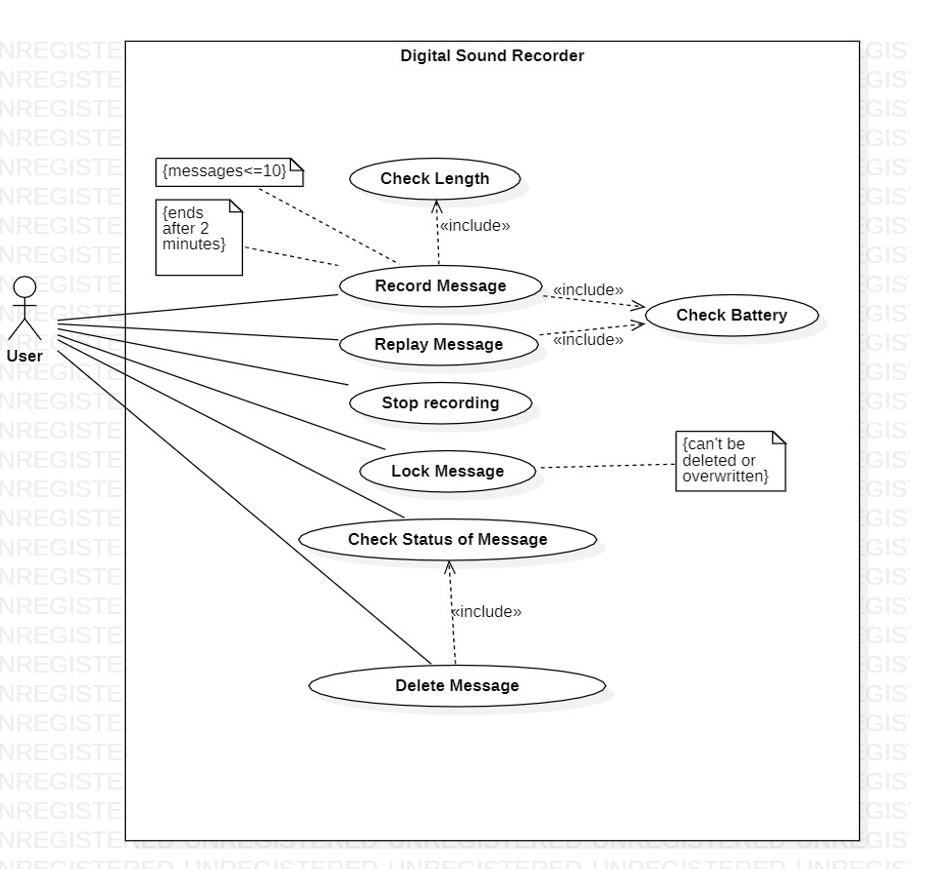 Digital Sound Recorder
{messages<=10}
Check Length
{ends
after 2
minutes}
«include»
Record Message
«include»
Check Battery
Replay Message
«include»
User
Stop recording
{can't be
deleted or
overwritten}
Lock Message
Check Status of Message
«include»
Delete Message
UNREGISTERED UNREGISTERED UNREGISTERED UNREGISTERED